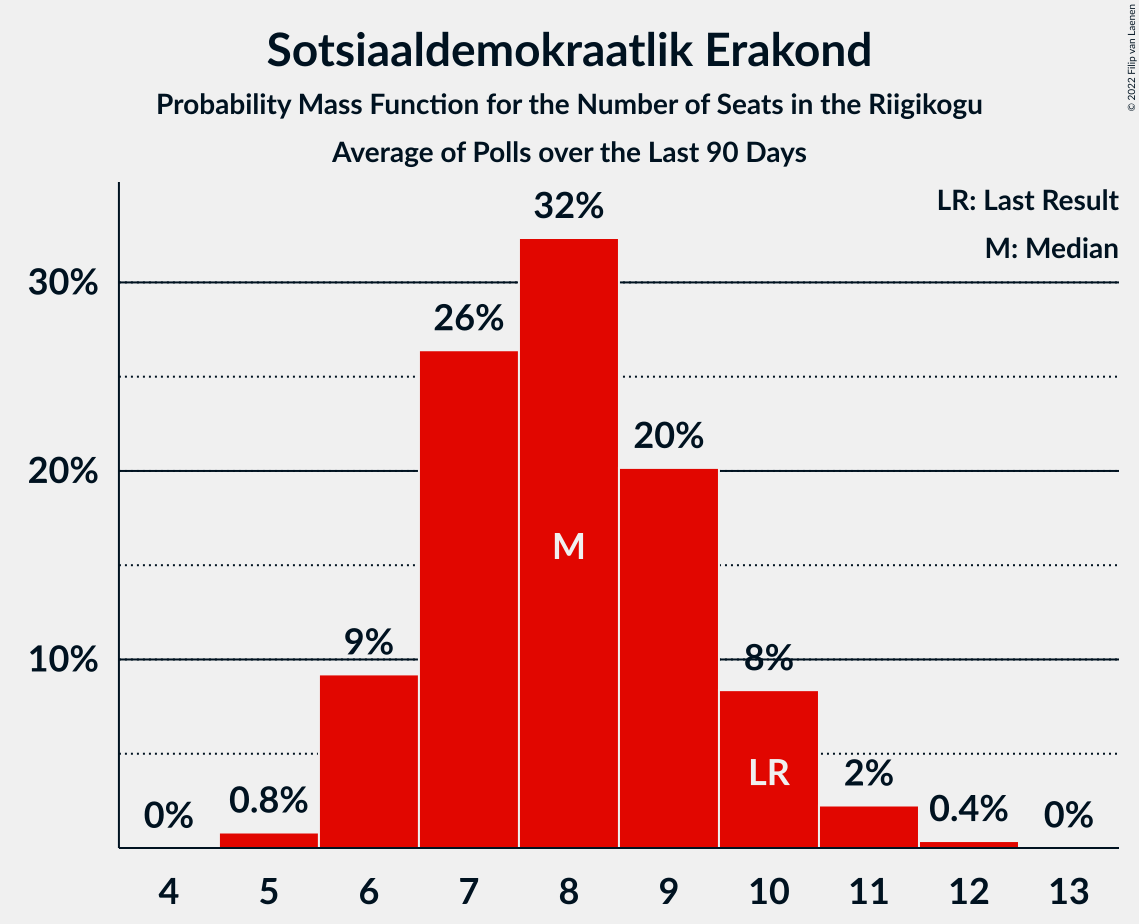 Sotsiaaldemokraatlik Erakond
Probability Mass Function for the Number of Seats in the Riigikogu
Average of Polls over the Last 90 Days
© 2022 Filip van Laenen
LR: Last Result
M: Median
30%
20%
10%
0%
0.8%
9%
26%
32%
20%
8%
2%
0.4%
0%
M
LR
4 5 6 7 8 9 10 11 12 13